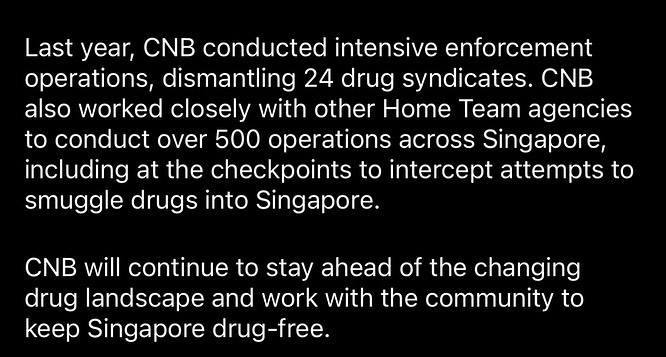 Last year, CNB conducted intensive enforcement
operations, dismantling 24 drug syndicates. CNB
also worked closely with other Home Team agencies
to conduct over 500 operations across Singapore,
including at the checkpoints to intercept attempts to
smuggle drugs into Singapore.
CNB will continue to stay ahead of the changing
drug landscape and work with the community to
keep Singapore drug-free.